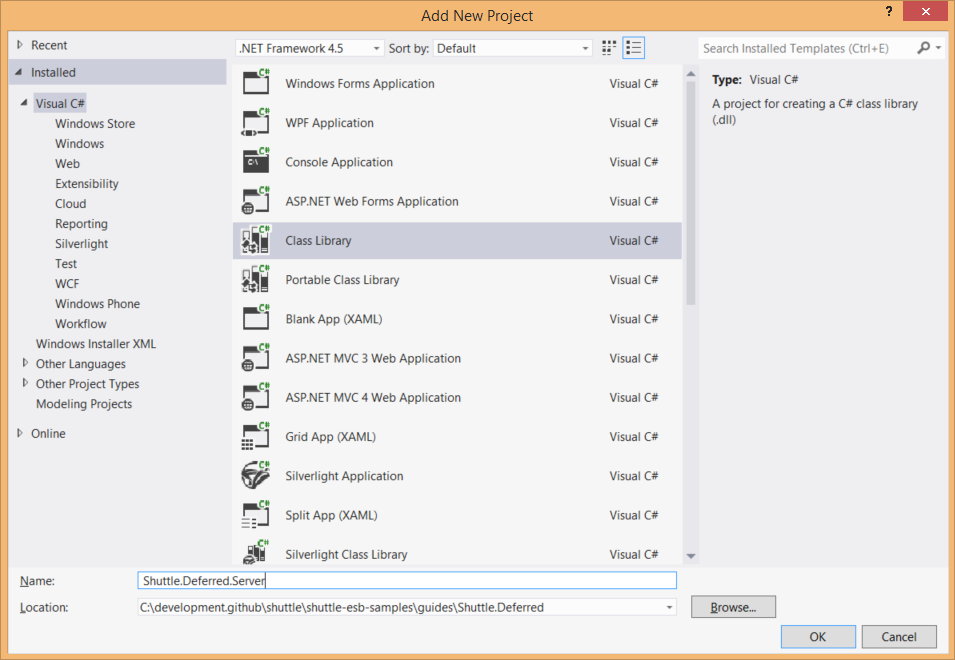 Add New Project
?
Recent
Installed
Visual C#
Windows Store
Windows
Web
Extensibility
Cloud
Reporting
Silverlight
Test
WCF
Windows Phone
Workflow
Windows Installer XML
Other Languages
Other Project Types
Modeling Projects
Online
.NET Framework 4.5 Sort by: Default
Windows Forms Application Visual C#
WPF Application Visual C#
Console Application Visual C#
ASP.NET Web Forms Application Visual C#
Class Library Visual C#
Portable Class Library Visual C#
Blank App (XAML) Visual C#
ASP.NET MVC 3 Web Application Visual C#
ASP.NET MVC 4 Web Application Visual C#
Grid App (XAML) Visual C#
Silverlight Application Visual C#
Split App (XAML) Visual C#
Silverlight Class Library Visual C#
Search Installed Templates (Ctrl+E)
Type: Visual C#
A project for creating a C# class library
(.dll)
Name: Shuttle.Deferred.Server
Location: C:\development.github\shuttle\shuttle-esb-samples\guides\Shuttle.Deferred Browse...
OK Cancel